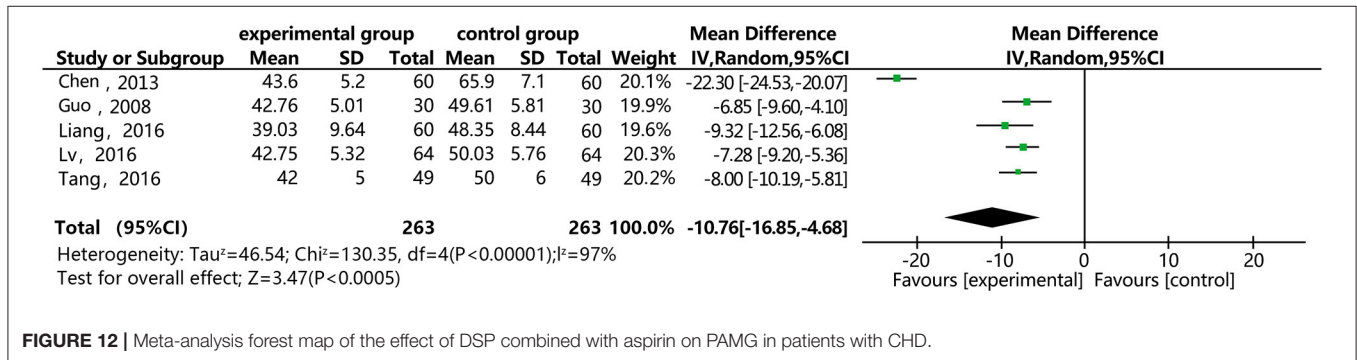 experimental group control group Mean Difference Mean Difference
Study or Subgroup Mean SD Total Mean SD Total Weight IV,Random,95%CI IV,Random,95%CI
Chen , 2013 43.6 5.2 60 65.9 7.1 60 20.1% -22.30 [-24.53,-20.07]
Guo , 2008 42.76 5.01 30 49.61 5.81 30 19.9% -6.85 [-9.60,-4.10]
Liang, 2016 39.03 9.64 60 48.35 8.44 60 19.6% -9.32 [-12.56,-6.08]
Lv, 2016 42.75 5.32 64 50.03 5.76 64 20.3% -7.28 [-9.20,-5.36]
Tang, 2016 42 5 49 50 6 49 20.2% -8.00 [-10.19,-5.81]
Total (95%CI) 263 263 100.0% -10.76[-16.85,-4.68]
Heterogeneity: Tauᶻ=46.54; Chiᶻ=130.35, df=4(P<0.00001);Iᶻ=97%
Test for overall effect; Z=3.47(P<0.0005)
-20 -10 0 10 20
Favours [experimental] Favours [control]
FIGURE 12 | Meta-analysis forest map of the effect of DSP combined with aspirin on PAMG in patients with CHD.